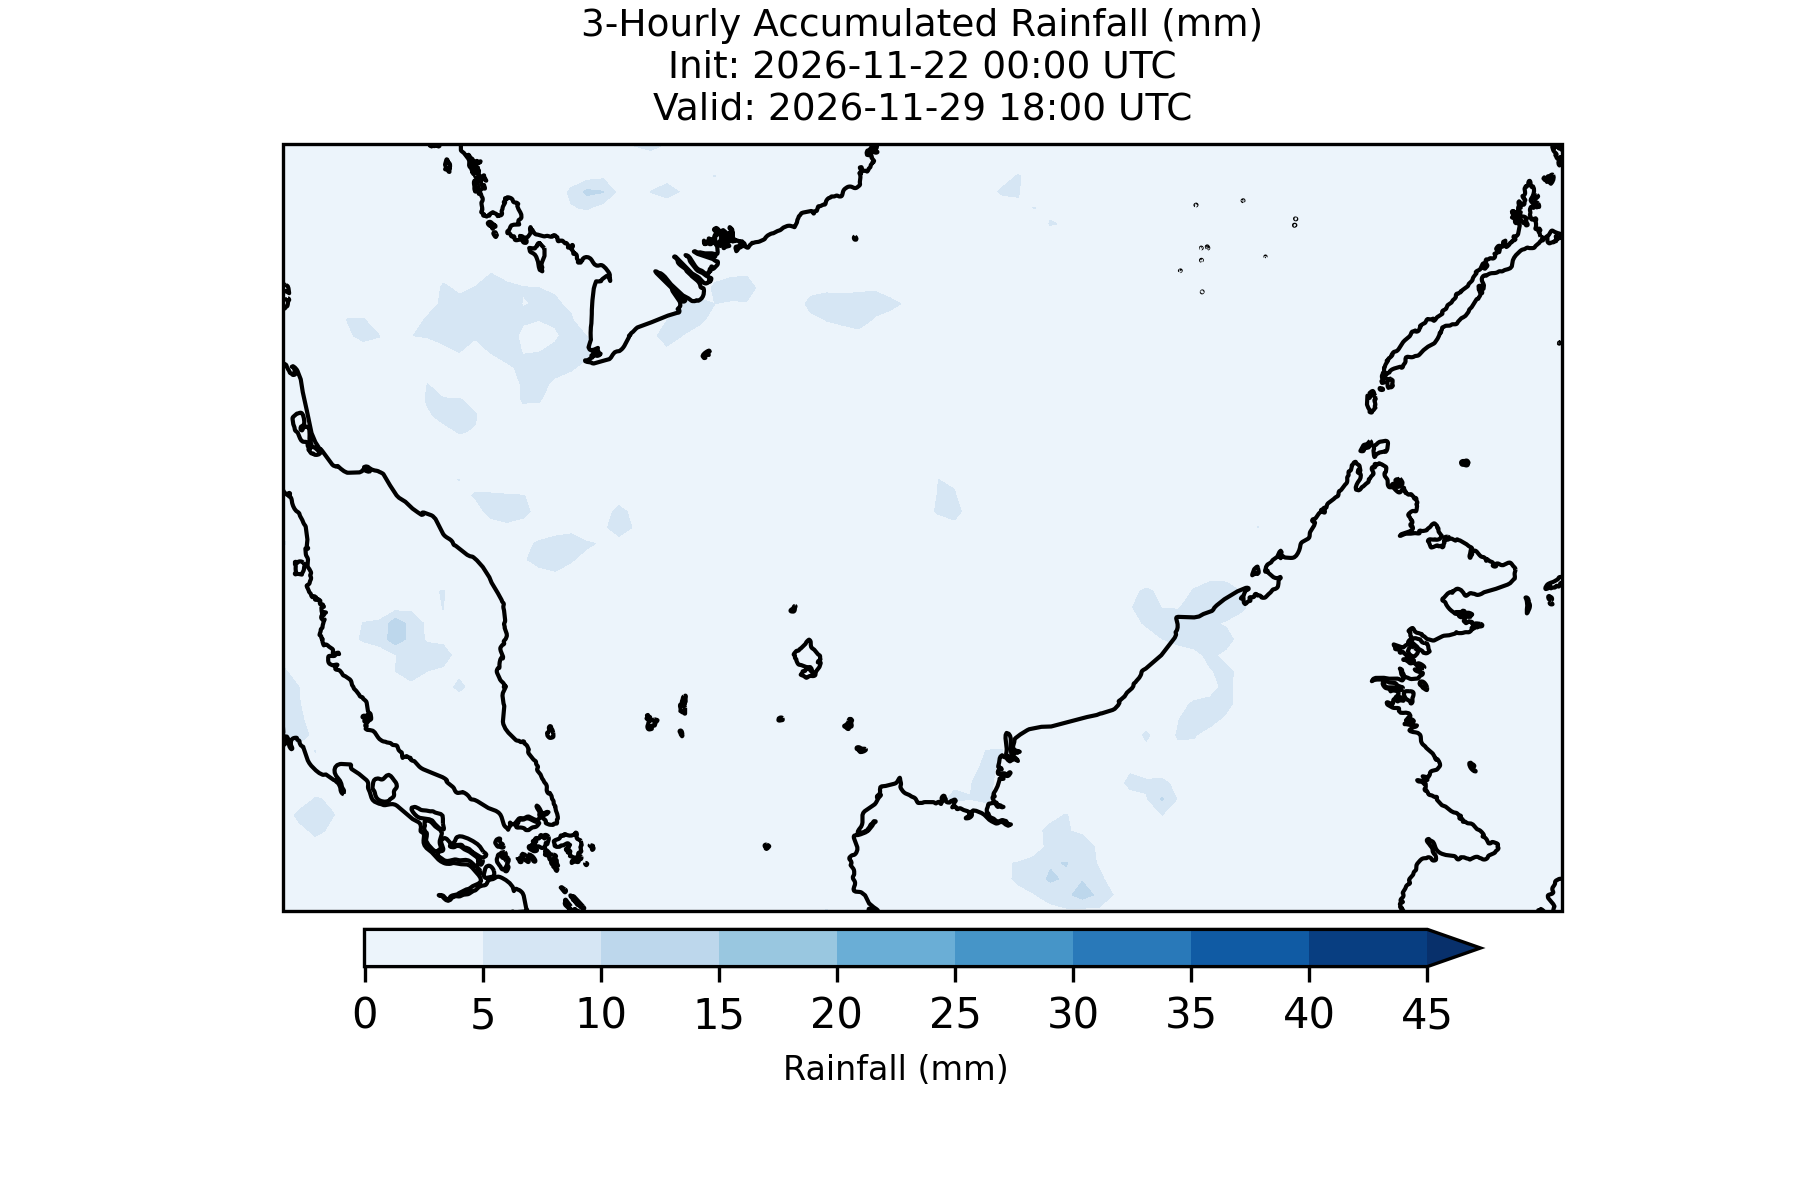 3-Hourly Accumulated Rainfall (mm)
Init: 2026-11-22 00:00 UTC
Valid: 2026-11-29 18:00 UTC
0 5 10 15 20 25 30 35 40 45
Rainfall (mm)